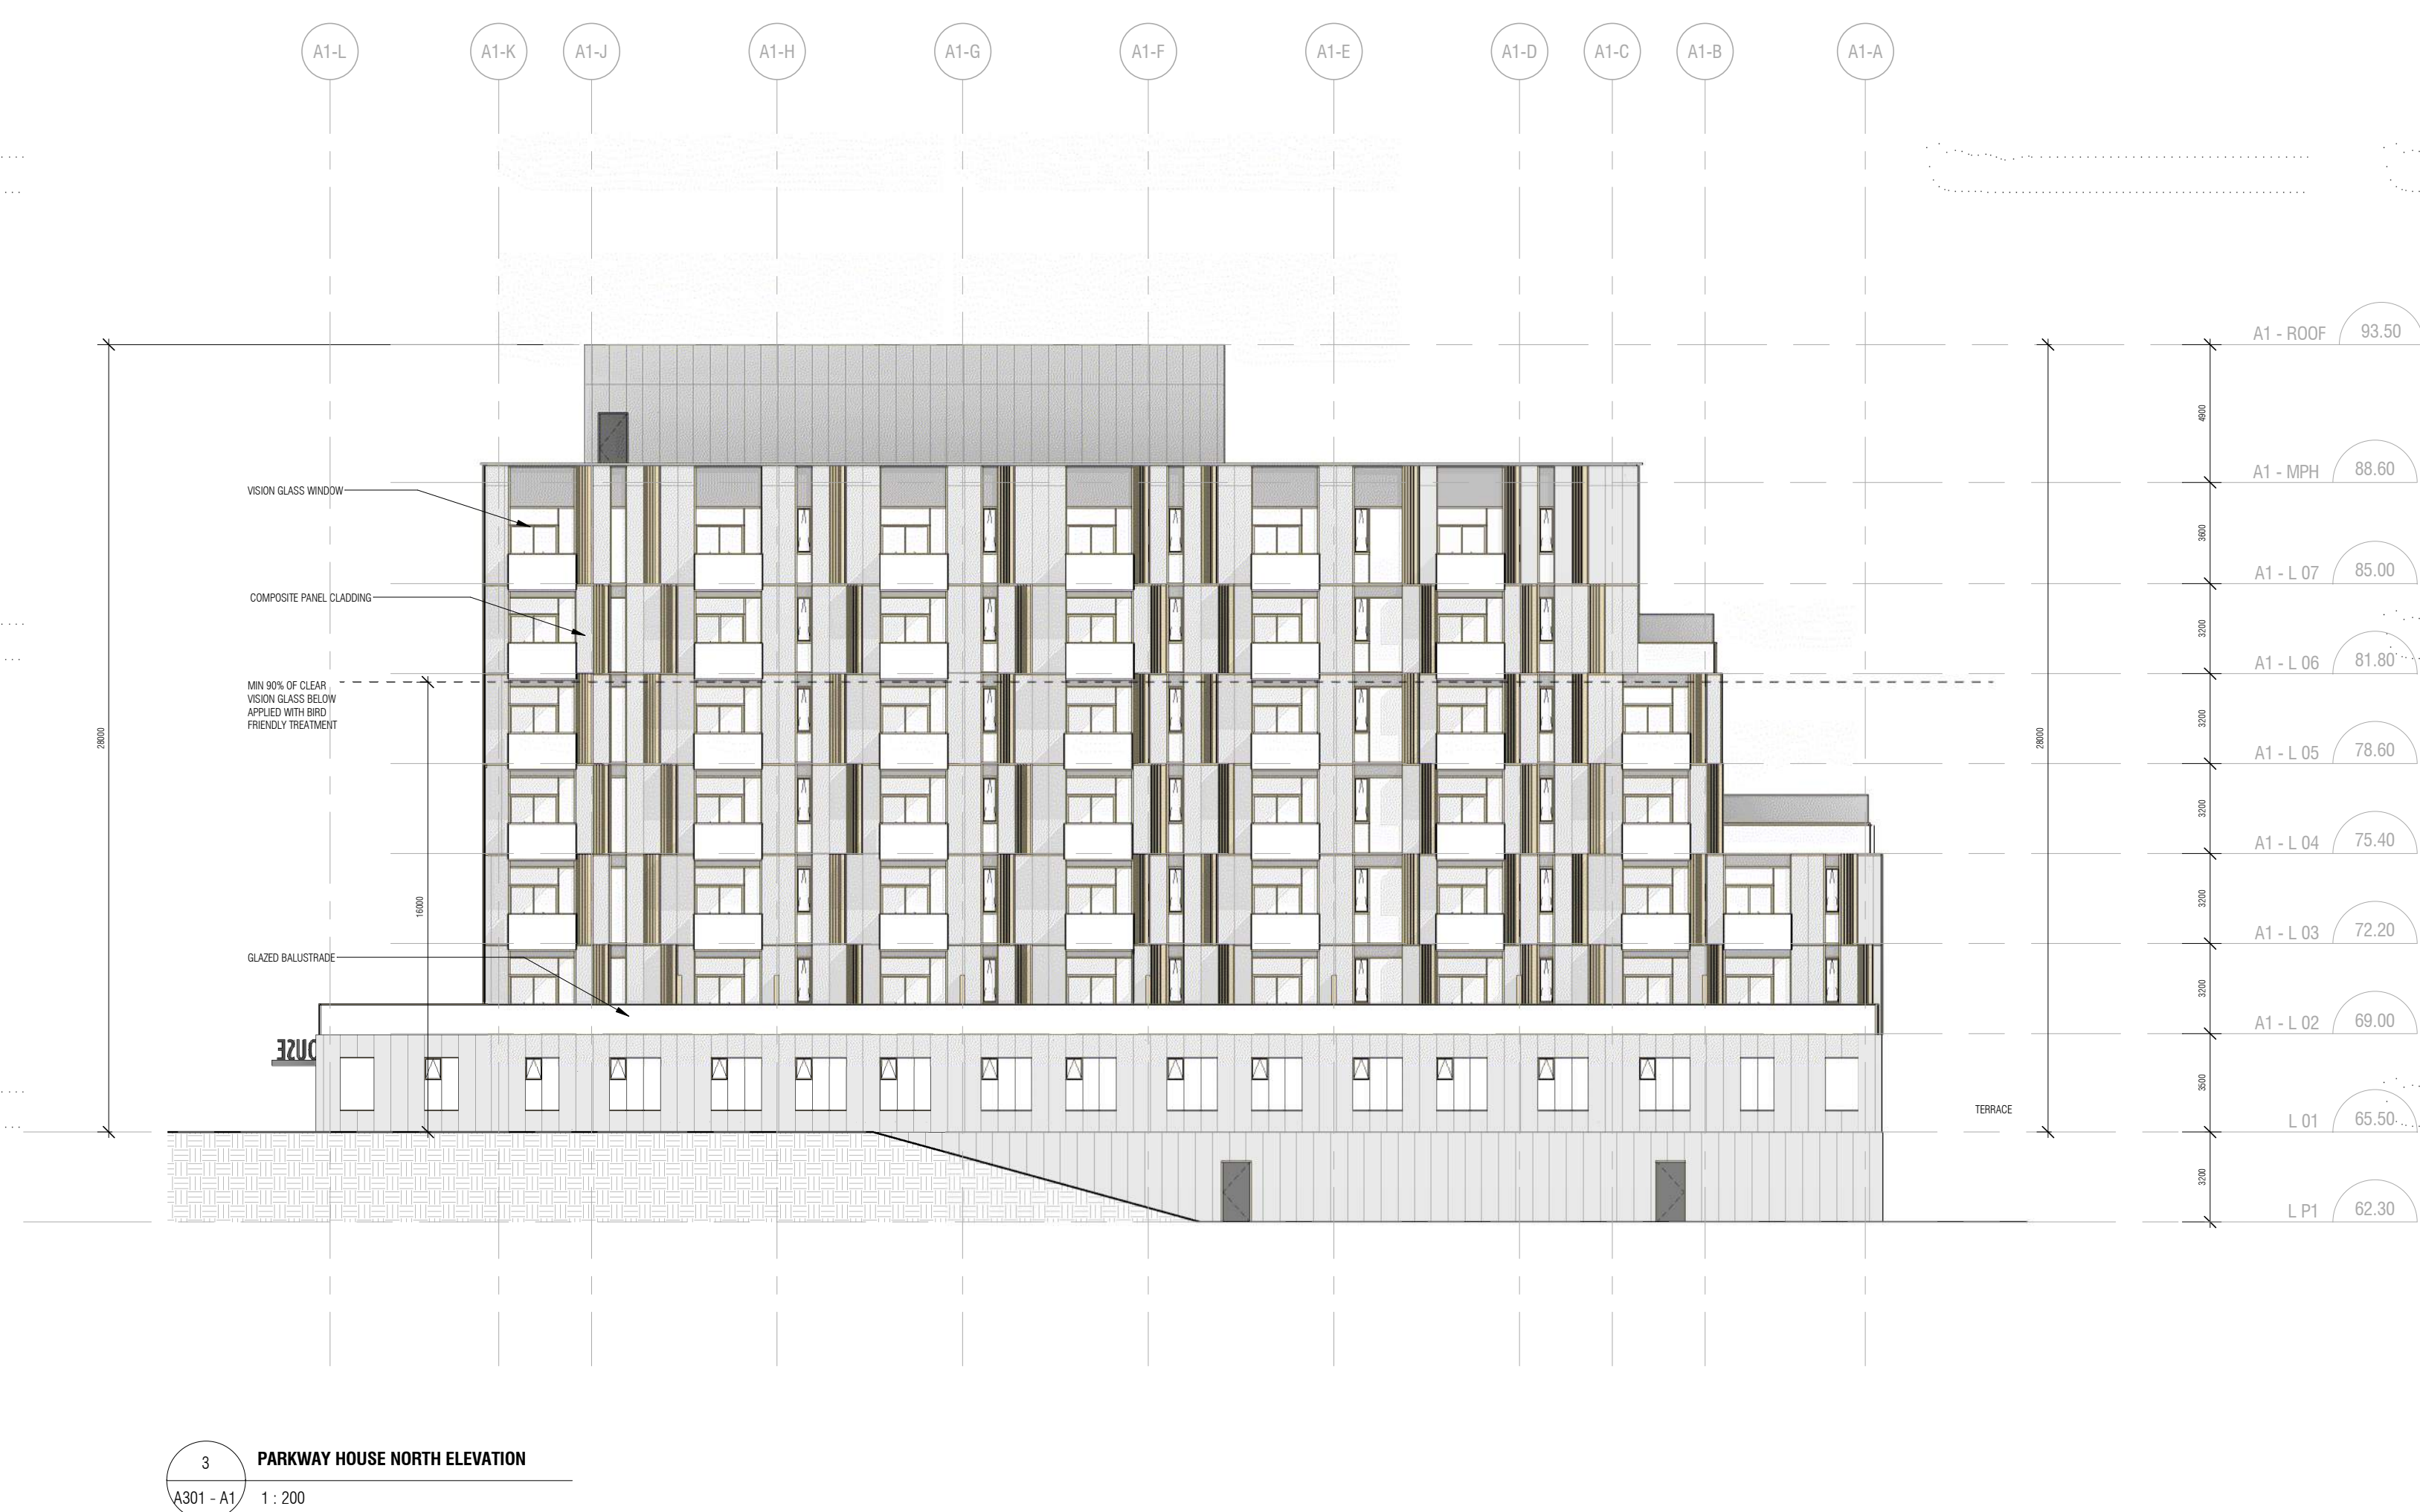 A1-L A1-K A1-J A1-H A1-G A1-F A1-E A1-D A1-C A1-B A1-A
A1 - ROOF 93.50
4900
A1 - MPH 88.60
VISION GLASS WINDOW
3600
A1 - L 07 85.00
COMPOSITE PANEL CLADDING
3200
A1 - L 06 81.80
MIN 90% OF CLEAR
VISION GLASS BELOW
APPLIED WITH BIRD
FRIENDLY TREATMENT
3200
28000
28000
A1 - L 05 78.60
3200
A1 - L 04 75.40
16000
3200
A1 - L 03 72.20
GLAZED BALUSTRADE
3200
A1 - L 02 69.00
3500
TERRACE
L 01 65.50
3200
L P1 62.30
3
PARKWAY HOUSE NORTH ELEVATION
A301 - A1
1 : 200